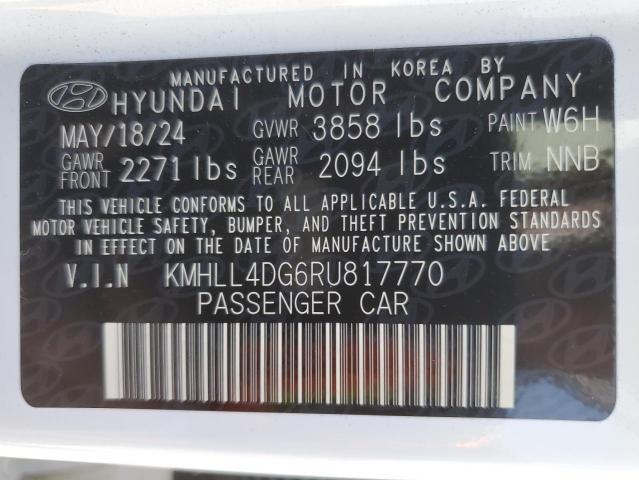 MANUFACTURED IN KOREA BY
HYUNDAI MOTOR COMPANY
MAY/18/24 GVWR 3858 lbs PAINT W6H
GAWR FRONT 2271 lbs GAWR REAR 2094 lbs TRIM NNB
THIS VEHICLE CONFORMS TO ALL APPLICABLE U.S.A. FEDERAL
MOTOR VEHICLE SAFETY, BUMPER, AND THEFT PREVENTION STANDARDS
IN EFFECT ON THE DATE OF MANUFACTURE SHOWN ABOVE.
V.I.N KMHLL4DG6RU817770
PASSENGER CAR